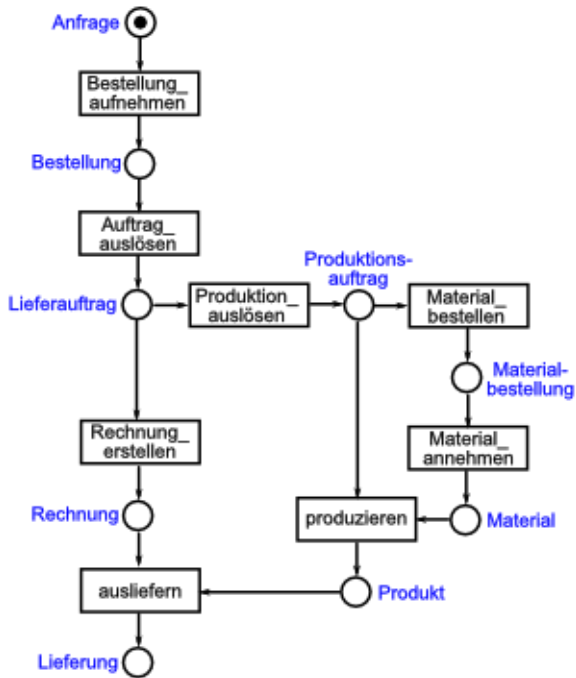 Anfrage
Bestellung_
aufnehmen
Bestellung
Auftrag_
auslösen
Lieferauftrag
Produktion_
auslösen
Produktions-
auftrag
Material_
bestellen
Material-
bestellung
Rechnung_
erstellen
Material_
annehmen
Rechnung
produzieren
Material
ausliefern
Produkt
Lieferung